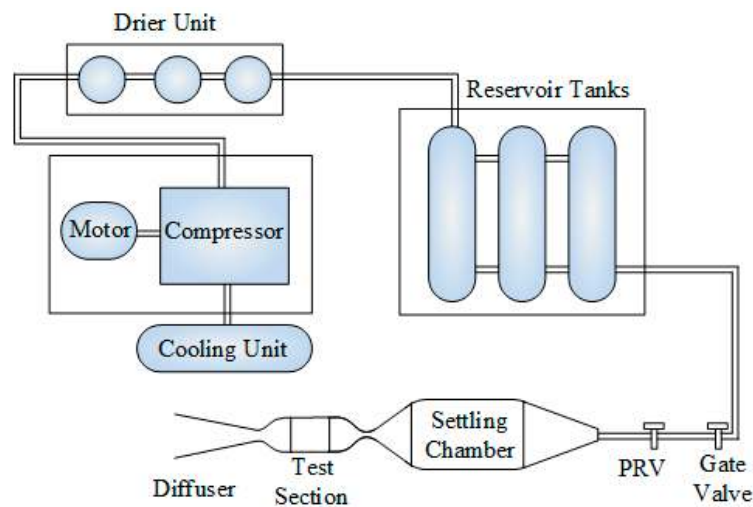 Drier Unit
Reservoir Tanks
Motor
Compressor
Cooling Unit
Settling
Chamber
Test
Section
Diffuser
PRV
Gate
Valve